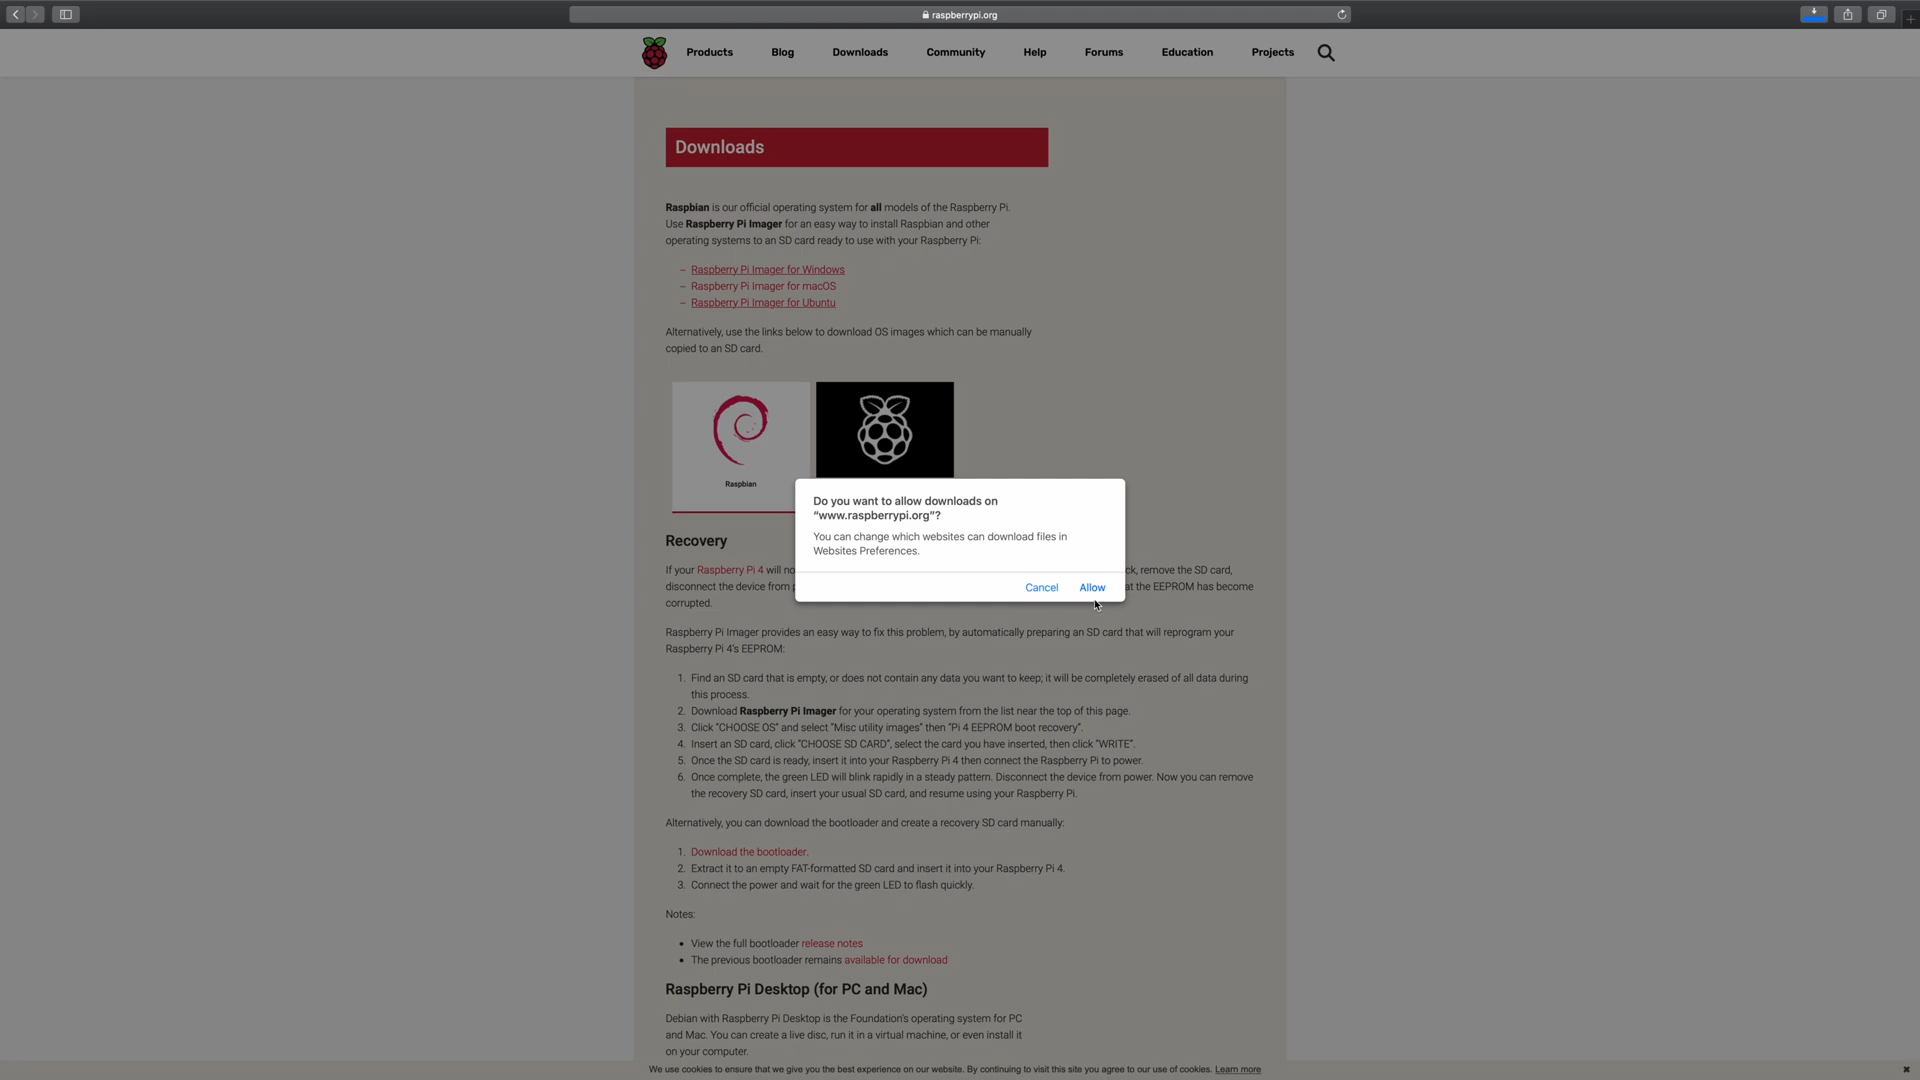 raspberrypi.org
Products Blog Downloads Community Help Forums Education Projects
Downloads
Raspbian is our official operating system for all models of the Raspberry Pi.
Use Raspberry Pi Imager for an easy way to install Raspbian and other
operating systems to an SD card ready to use with your Raspberry Pi:
– Raspberry Pi Imager for Windows
– Raspberry Pi Imager for macOS
– Raspberry Pi Imager for Ubuntu
Alternatively, use the links below to download OS images which can be manually
copied to an SD card.
Raspbian
Do you want to allow downloads on
“www.raspberrypi.org”?
You can change which websites can download files in
Websites Preferences.
Cancel Allow
Recovery
If your Raspberry Pi 4 will no ck, remove the SD card,
disconnect the device from p at the EEPROM has become
corrupted.
Raspberry Pi Imager provides an easy way to fix this problem, by automatically preparing an SD card that will reprogram your
Raspberry Pi 4’s EEPROM:
1. Find an SD card that is empty, or does not contain any data you want to keep; it will be completely erased of all data during
this process.
2. Download Raspberry Pi Imager for your operating system from the list near the top of this page.
3. Click “CHOOSE OS” and select “Misc utility images” then “Pi 4 EEPROM boot recovery”.
4. Insert an SD card, click “CHOOSE SD CARD”, select the card you have inserted, then click “WRITE”.
5. Once the SD card is ready, insert it into your Raspberry Pi 4 then connect the Raspberry Pi to power.
6. Once complete, the green LED will blink rapidly in a steady pattern. Disconnect the device from power. Now you can remove
the recovery SD card, insert your usual SD card, and resume using your Raspberry Pi.
Alternatively, you can download the bootloader and create a recovery SD card manually:
1. Download the bootloader.
2. Extract it to an empty FAT-formatted SD card and insert it into your Raspberry Pi 4.
3. Connect the power and wait for the green LED to flash quickly.
Notes:
• View the full bootloader release notes
• The previous bootloader remains available for download
Raspberry Pi Desktop (for PC and Mac)
Debian with Raspberry Pi Desktop is the Foundation’s operating system for PC
and Mac. You can create a live disc, run it in a virtual machine, or even install it
on your computer.
We use cookies to ensure that we give you the best experience on our website. By continuing to visit this site you agree to our use of cookies. Learn more